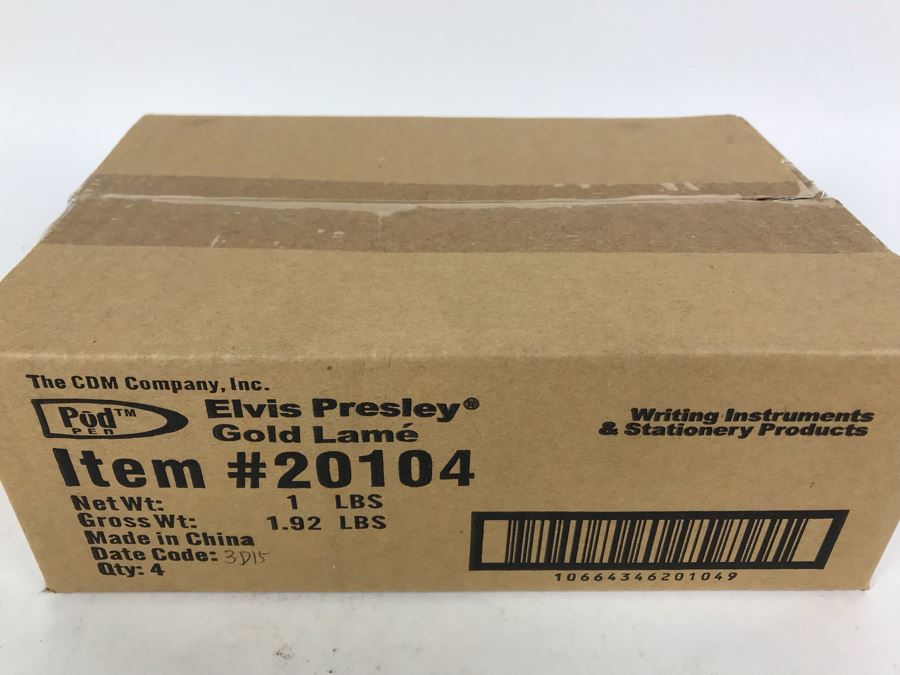 The CDM Company, Inc.
Pôd™
PEN
Elvis Presley®
Gold Lamé
Writing Instruments
& Stationery Products
Item #20104
Net Wt: 1 LBS
Gross Wt: 1.92 LBS
Made in China
Date Code: 3D15
Qty: 4
10664346201049